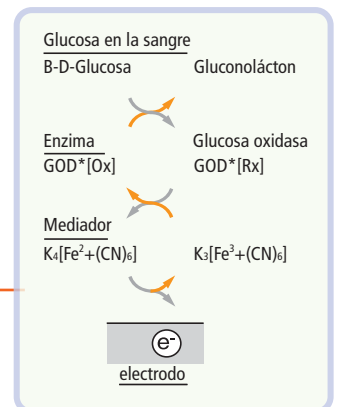 Glucosa en la sangre
B-D-Glucosa Gluconolácton
Enzima Glucosa oxidasa
GOD*[Ox] GOD*[Rx]
Mediador
K₄[Fe²+(CN)₆] K₃[Fe³+(CN)₆]
e⁻
electrodo